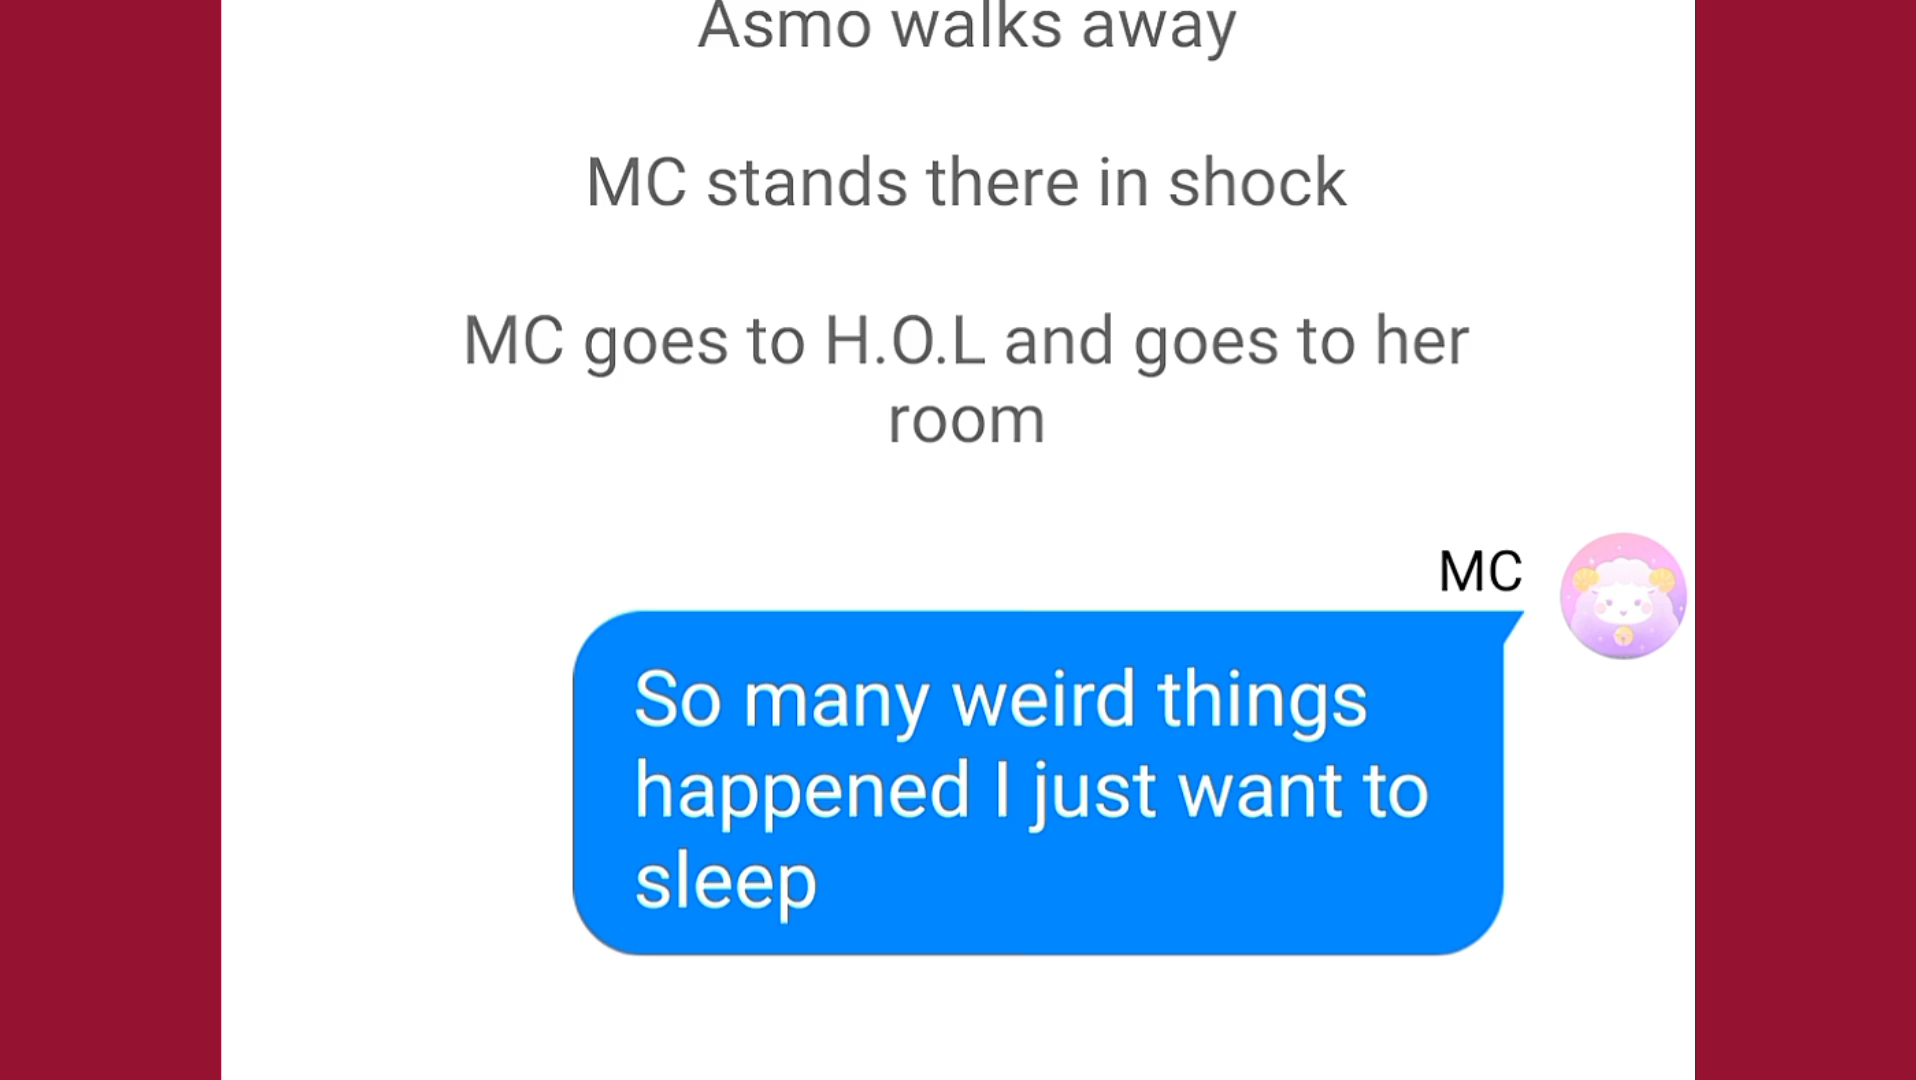 Asmo walks away
MC stands there in shock
MC goes to H.O.L and goes to her
room
MC
So many weird things
happened I just want to
sleep